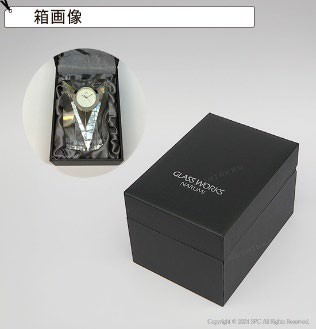 箱画像
GLASS WORKS
NARUMI
Copyright © 2024 SPC All Rights Reserved.